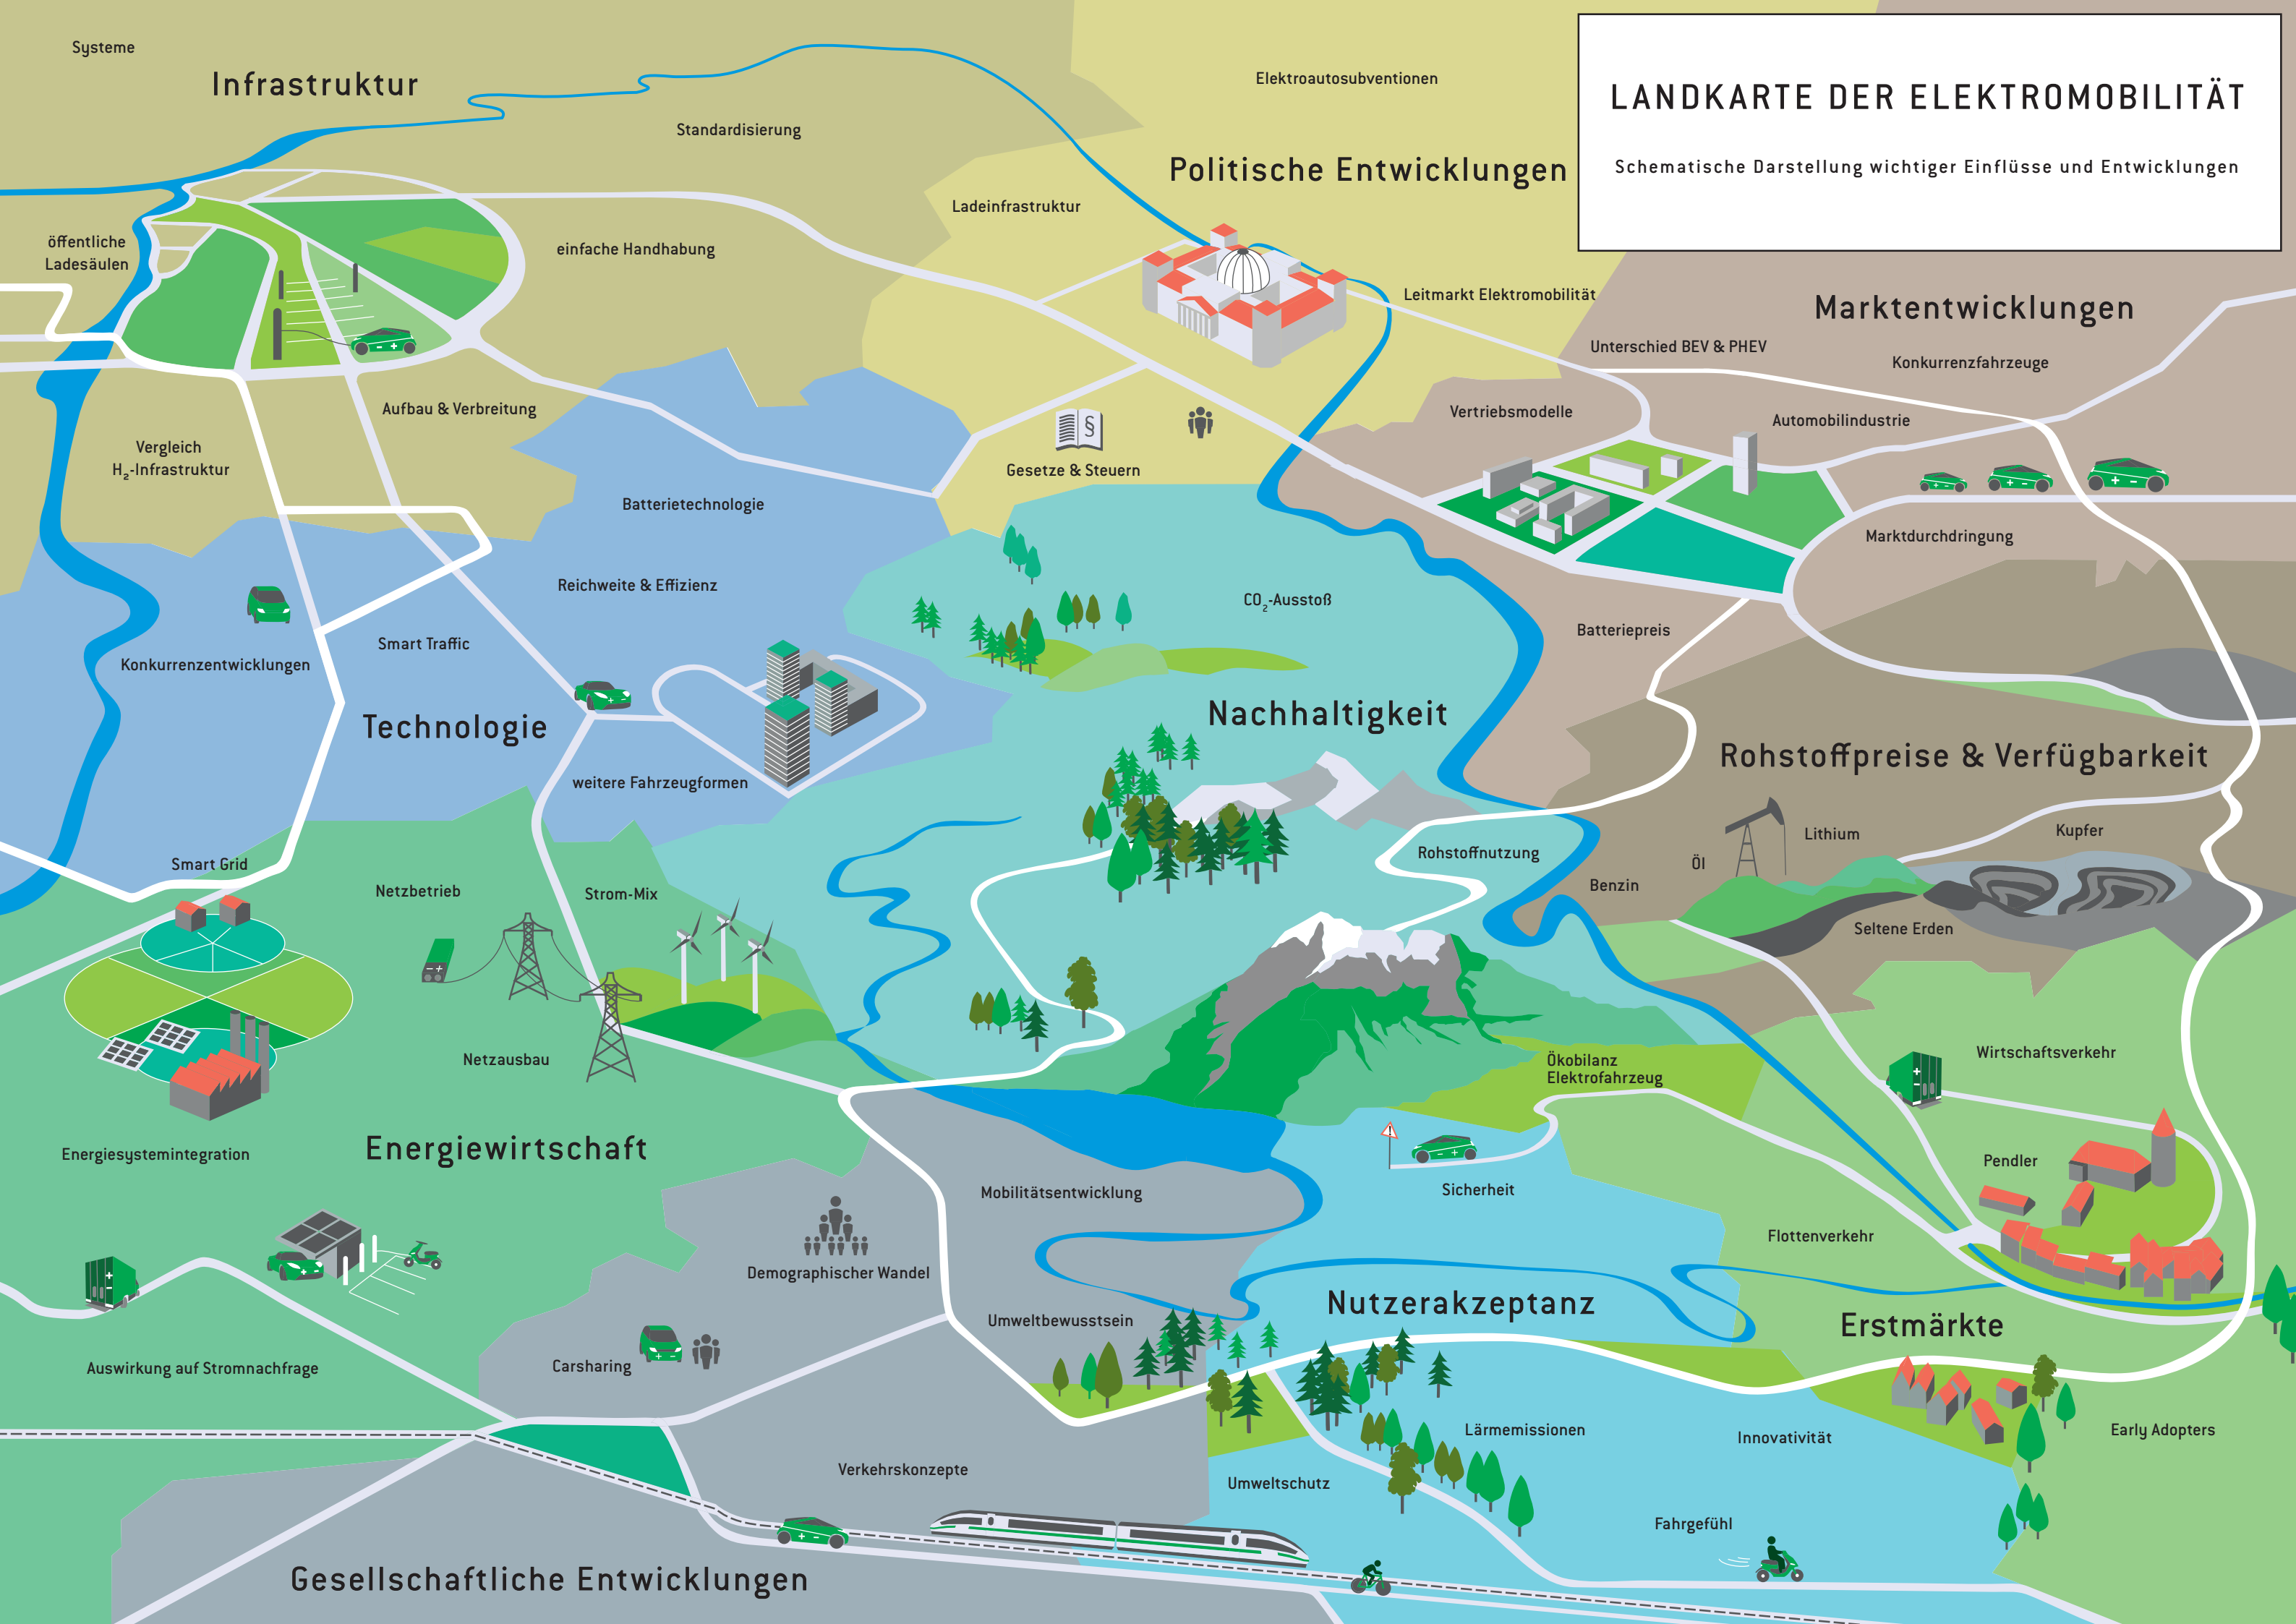 LANDKARTE DER ELEKTROMOBILITÄT
Schematische Darstellung wichtiger Einflüsse und Entwicklungen
Systeme
Infrastruktur
Standardisierung
öffentliche
Ladesäulen
einfache Handhabung
Aufbau & Verbreitung
Vergleich
H₂-Infrastruktur
Elektroautosubventionen
Politische Entwicklungen
Ladeinfrastruktur
Leitmarkt Elektromobilität
§
Gesetze & Steuern
Marktentwicklungen
Unterschied BEV & PHEV
Konkurrenzfahrzeuge
Vertriebsmodelle
Automobilindustrie
Marktdurchdringung
Batteriepreis
Batterietechnologie
Reichweite & Effizienz
Smart Traffic
Konkurrenzentwicklungen
Technologie
weitere Fahrzeugformen
CO₂-Ausstoß
Nachhaltigkeit
Rohstoffnutzung
Ökobilanz
Elektrofahrzeug
Rohstoffpreise & Verfügbarkeit
Lithium
Kupfer
Öl
Benzin
Seltene Erden
Smart Grid
Netzbetrieb
Strom-Mix
Netzausbau
Energiesystemintegration
Energiewirtschaft
Auswirkung auf Stromnachfrage
Mobilitätsentwicklung
Demographischer Wandel
Umweltbewusstsein
Carsharing
Verkehrskonzepte
Gesellschaftliche Entwicklungen
Sicherheit
Nutzerakzeptanz
Lärmemissionen
Innovativität
Umweltschutz
Fahrgefühl
Wirtschaftsverkehr
Pendler
Flottenverkehr
Erstmärkte
Early Adopters